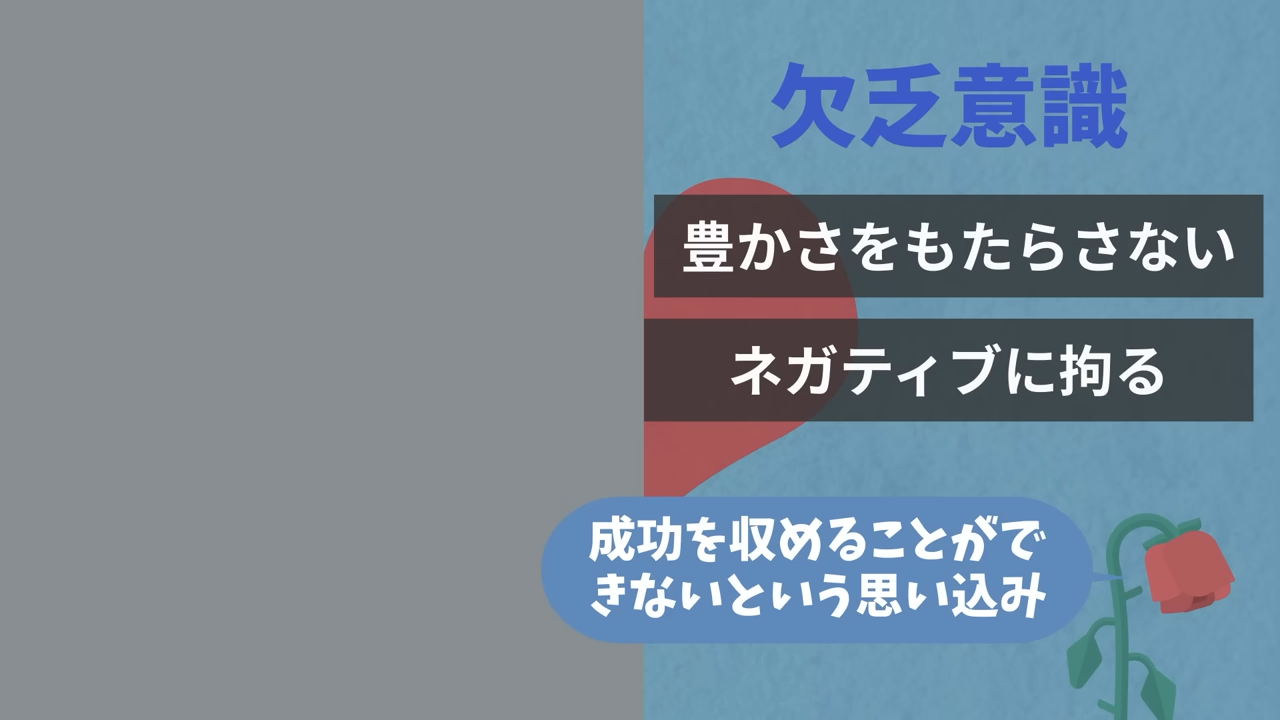 欠乏意識
豊かさをもたらさない
ネガティブに拘る
成功を収めることがで
きないという思い込み